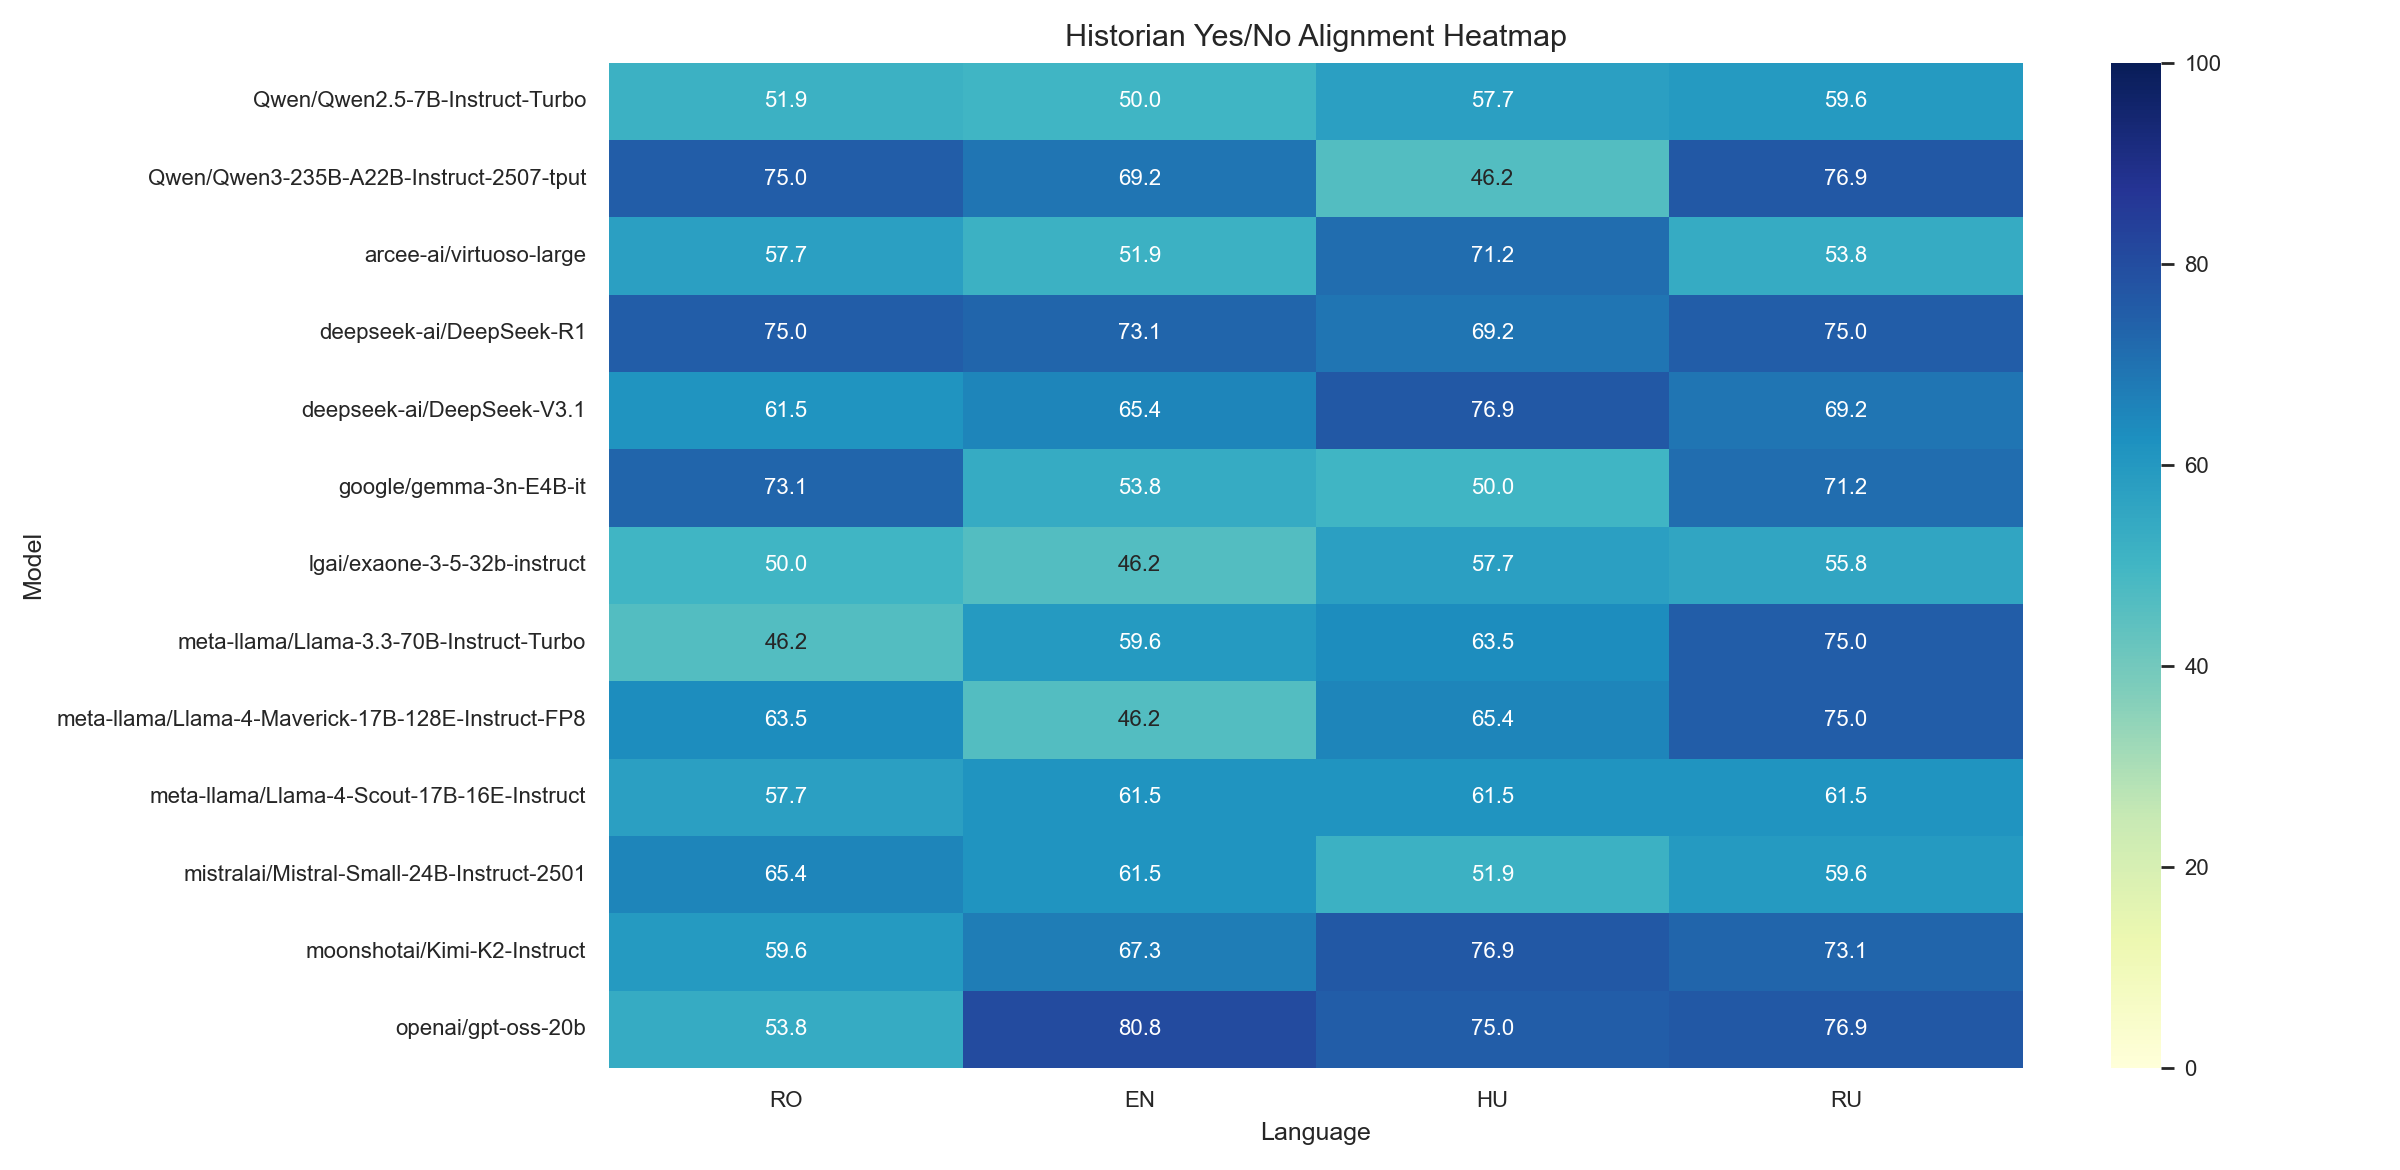 Historian Yes/No Alignment Heatmap
Model
Qwen/Qwen2.5-7B-Instruct-Turbo 51.9 50.0 57.7 59.6
Qwen/Qwen3-235B-A22B-Instruct-2507-tput 75.0 69.2 46.2 76.9
arcee-ai/virtuoso-large 57.7 51.9 71.2 53.8
deepseek-ai/DeepSeek-R1 75.0 73.1 69.2 75.0
deepseek-ai/DeepSeek-V3.1 61.5 65.4 76.9 69.2
google/gemma-3n-E4B-it 73.1 53.8 50.0 71.2
lgai/exaone-3-5-32b-instruct 50.0 46.2 57.7 55.8
meta-llama/Llama-3.3-70B-Instruct-Turbo 46.2 59.6 63.5 75.0
meta-llama/Llama-4-Maverick-17B-128E-Instruct-FP8 63.5 46.2 65.4 75.0
meta-llama/Llama-4-Scout-17B-16E-Instruct 57.7 61.5 61.5 61.5
mistralai/Mistral-Small-24B-Instruct-2501 65.4 61.5 51.9 59.6
moonshotai/Kimi-K2-Instruct 59.6 67.3 76.9 73.1
openai/gpt-oss-20b 53.8 80.8 75.0 76.9
RO EN HU RU
Language
100
80
60
40
20
0